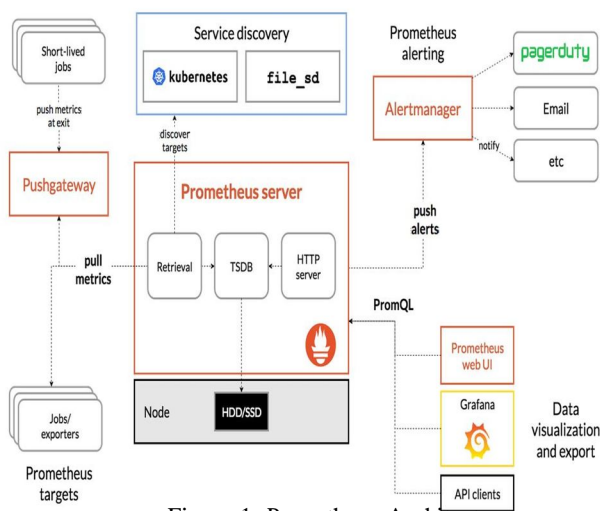 Short-lived
jobs
push metrics
at exit
Pushgateway
Service discovery
kubernetes
file_sd
discover
targets
Prometheus
alerting
Alertmanager
pagerduty
Email
etc
notify
Prometheus server
Retrieval
TSDB
HTTP
server
pull
metrics
push
alerts
PromQL
Node
HDD/SSD
Jobs/
exporters
Prometheus
targets
Prometheus
web UI
Grafana
API clients
Data
visualization
and export